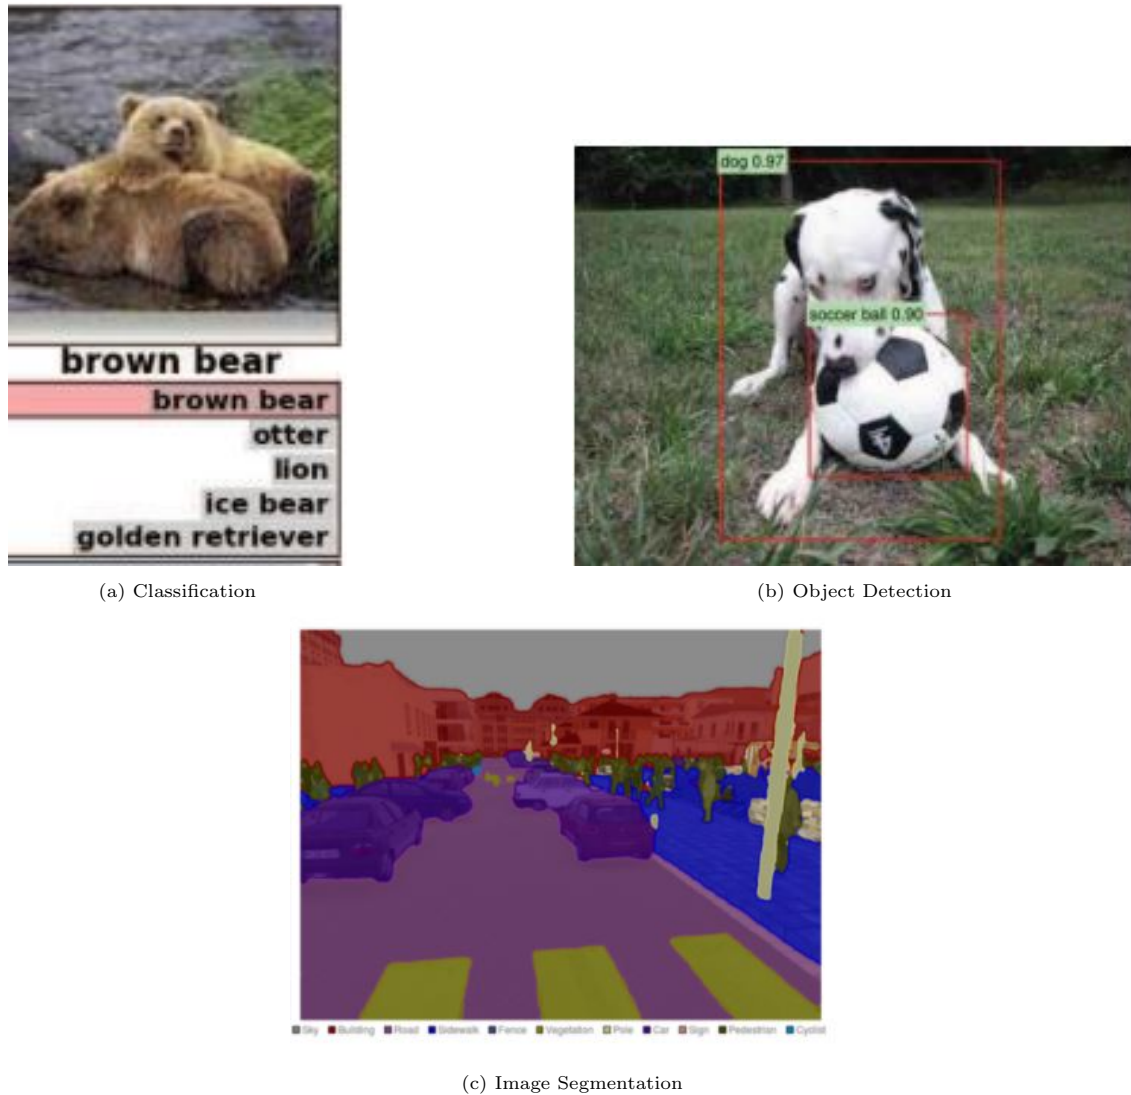 brown bear
brown bear
otter
lion
ice bear
golden retriever
(a) Classification
dog 0.97
soccer ball 0.90
(b) Object Detection
Sky Building Road Sidewalk Fence Vegetation Pole Car Sign Pedestrian Cyclist
(c) Image Segmentation